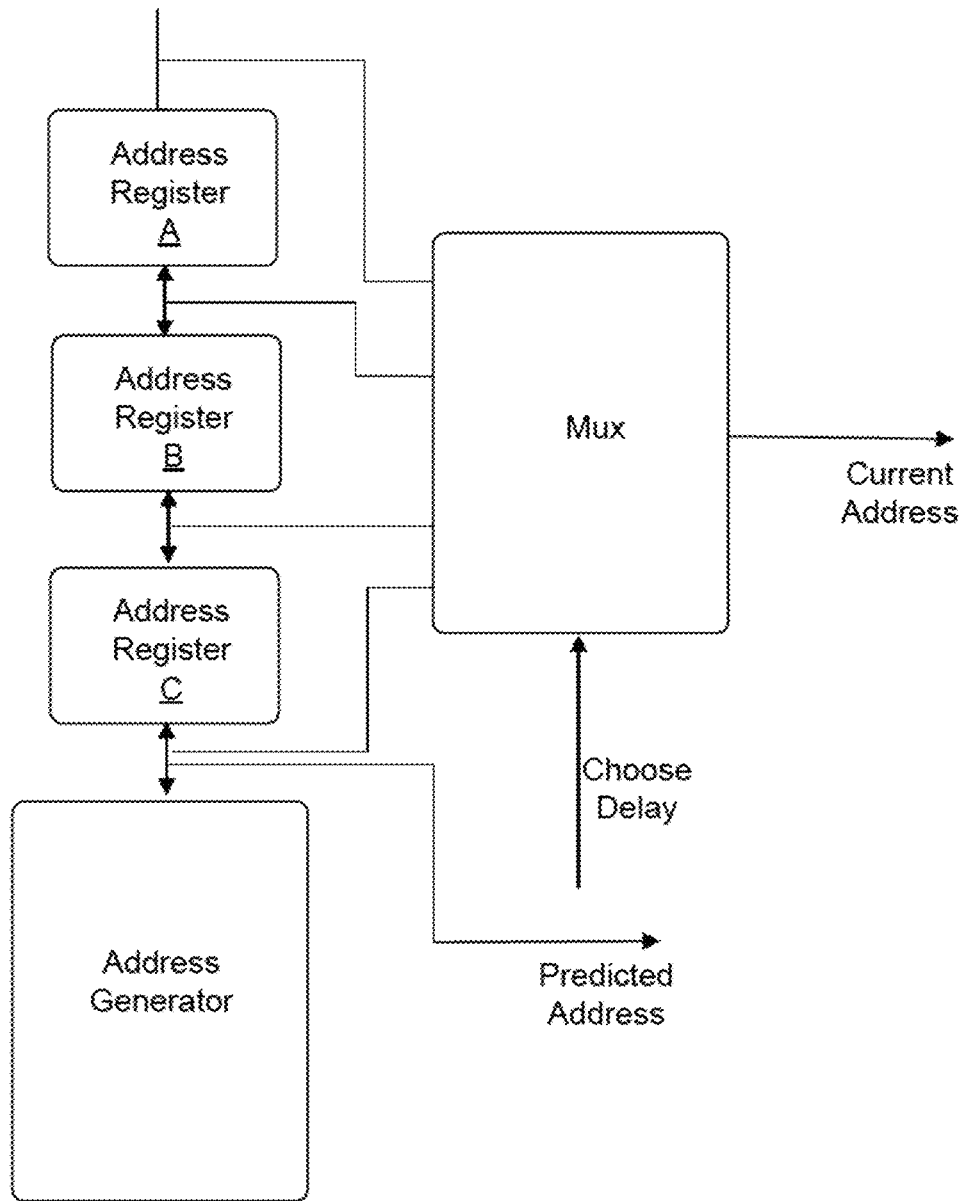 Address
Register
A
Address
Register
B
Mux
Current
Address
Address
Register
C
Choose
Delay
Address
Generator
Predicted
Address